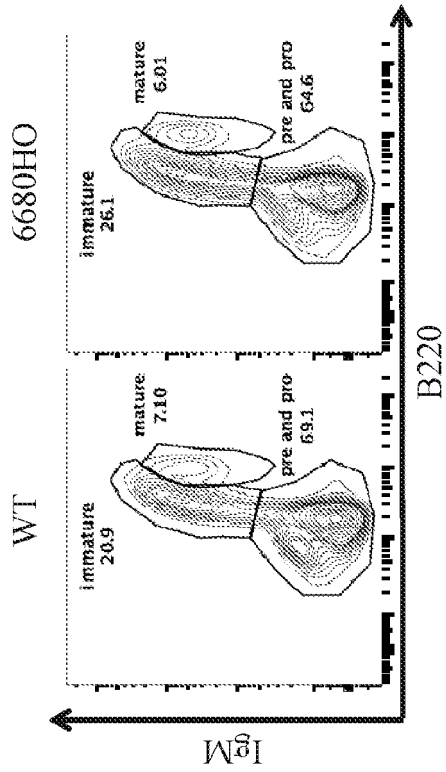 WT
6680HO
immature
20.9
mature
7.10
pre and pro
69.1
immature
26.1
mature
6.01
pre and pro
64.6
IgM
B220